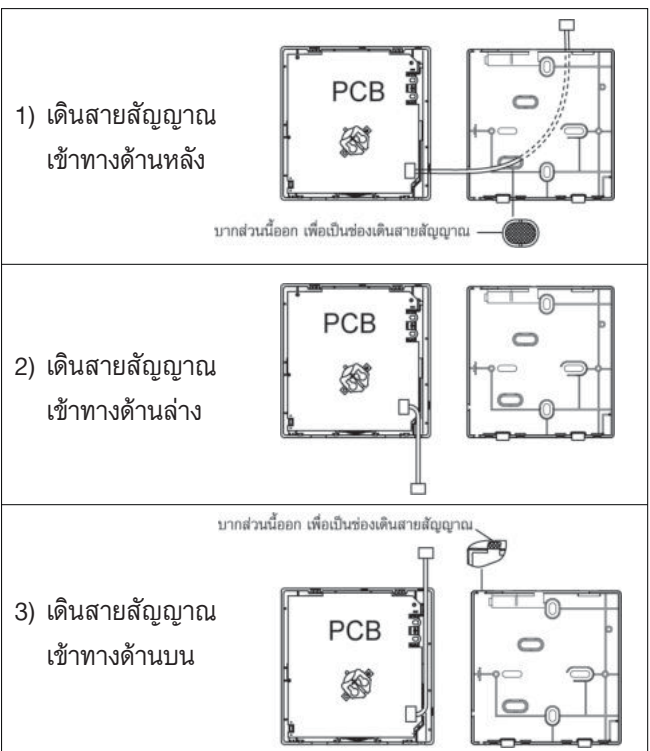 1) เดินสายสัญญาณ
เข้าทางด้านหลัง
PCB
บากส่วนนี้ออก เพื่อเป็นช่องเดินสายสัญญาณ
2) เดินสายสัญญาณ
เข้าทางด้านล่าง
PCB
บากส่วนนี้ออก เพื่อเป็นช่องเดินสายสัญญาณ
3) เดินสายสัญญาณ
เข้าทางด้านบน
PCB